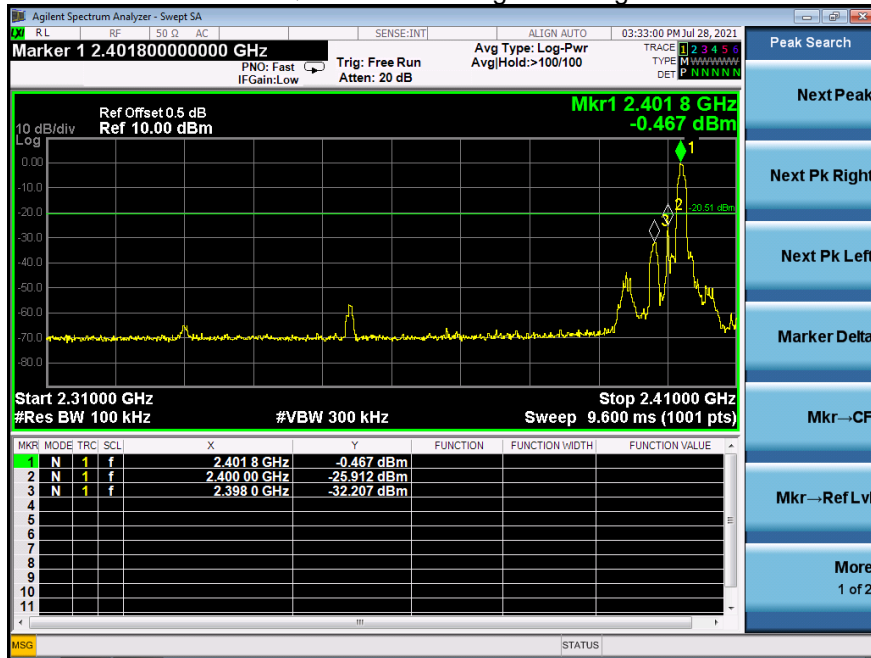 Agilent Spectrum Analyzer - Swept SA
LXI RL RF 50 Ω AC SENSE:INT ALIGN AUTO 03:33:00 PM Jul 28, 2021
Marker 1 2.401800000000 GHz
PNO: Fast
IFGain:Low
Trig: Free Run
Atten: 20 dB
Avg Type: Log-Pwr
Avg|Hold:>100/100
TRACE 1 2 3 4 5 6
TYPE M W W W W W
DET P N N N N N
Peak Search
Next Peak
Next Pk Right
Next Pk Left
Marker Delta
Mkr→CF
Mkr→Ref Lvl
More
1 of 2
Mkr1 2.401 8 GHz
-0.467 dBm
Ref Offset 0.5 dB
10 dB/div Ref 10.00 dBm
Log
0.00
-10.0
-20.0
-30.0
-40.0
-50.0
-60.0
-70.0
-80.0
1
2
3
-20.51 dBm
Start 2.31000 GHz Stop 2.41000 GHz
#Res BW 100 kHz #VBW 300 kHz Sweep 9.600 ms (1001 pts)
MKR MODE TRC SCL X Y FUNCTION FUNCTION WIDTH FUNCTION VALUE
1 N 1 f 2.401 8 GHz -0.467 dBm
2 N 1 f 2.400 00 GHz -25.912 dBm
3 N 1 f 2.398 0 GHz -32.207 dBm
4
5
6
7
8
9
10
11
MSG STATUS